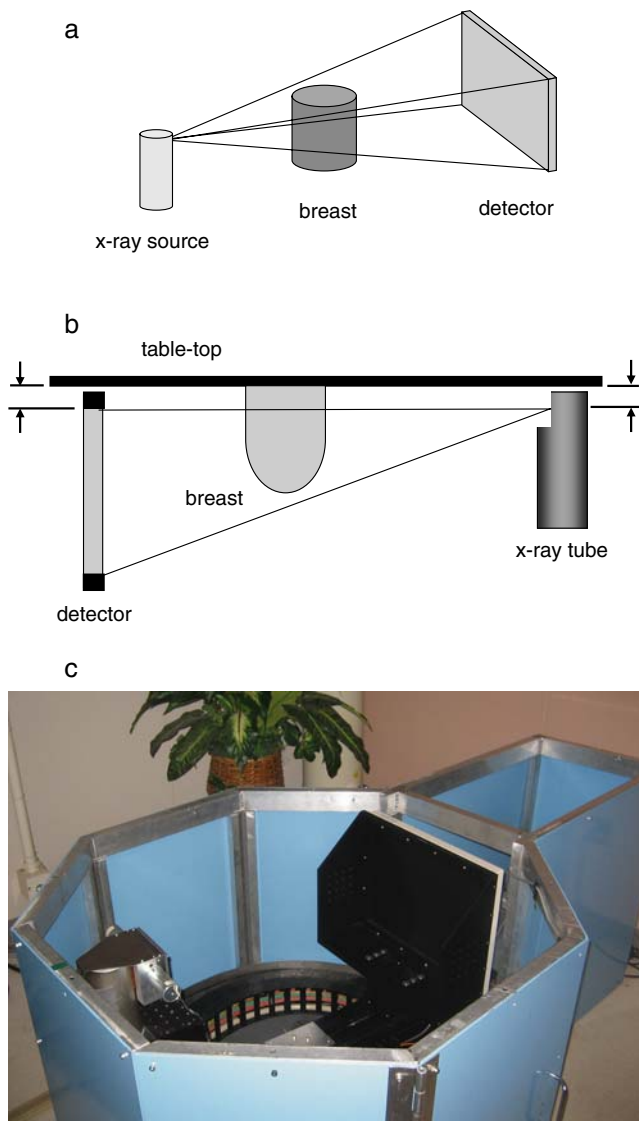 a
x-ray source
breast
detector
b
table-top
breast
x-ray tube
detector
c